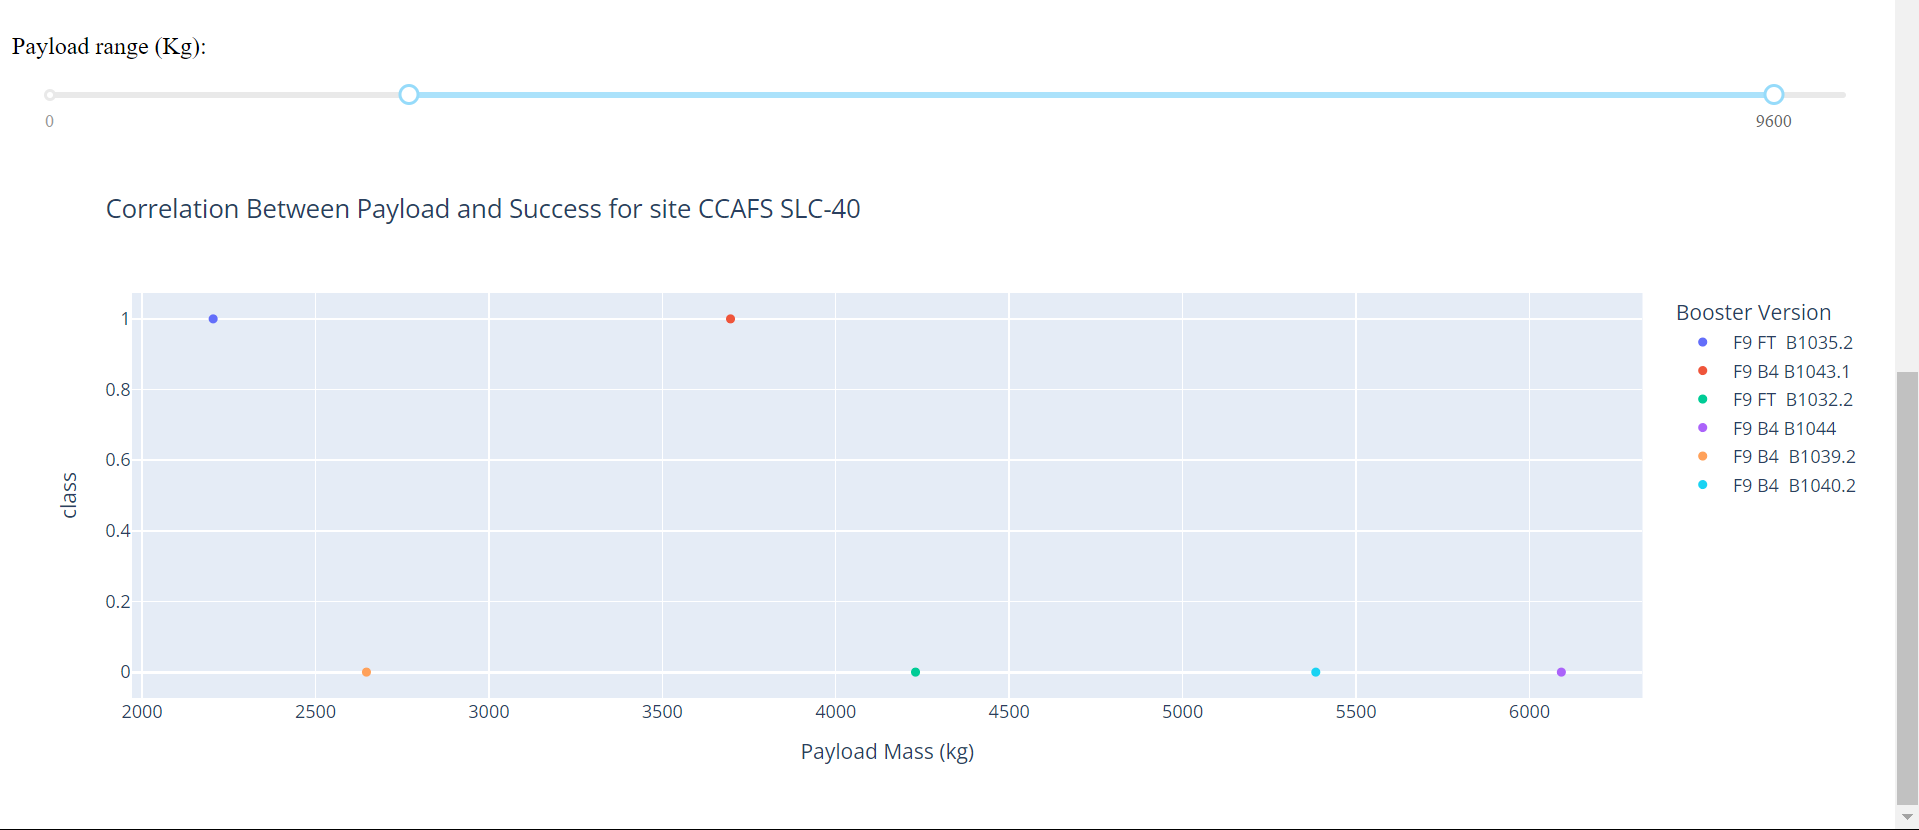 Payload range (Kg):
0
9600
Correlation Between Payload and Success for site CCAFS SLC-40
1
0.8
0.6
0.4
0.2
0
class
2000 2500 3000 3500 4000 4500 5000 5500 6000
Payload Mass (kg)
Booster Version
F9 FT  B1035.2
F9 B4 B1043.1
F9 FT  B1032.2
F9 B4 B1044
F9 B4  B1039.2
F9 B4  B1040.2